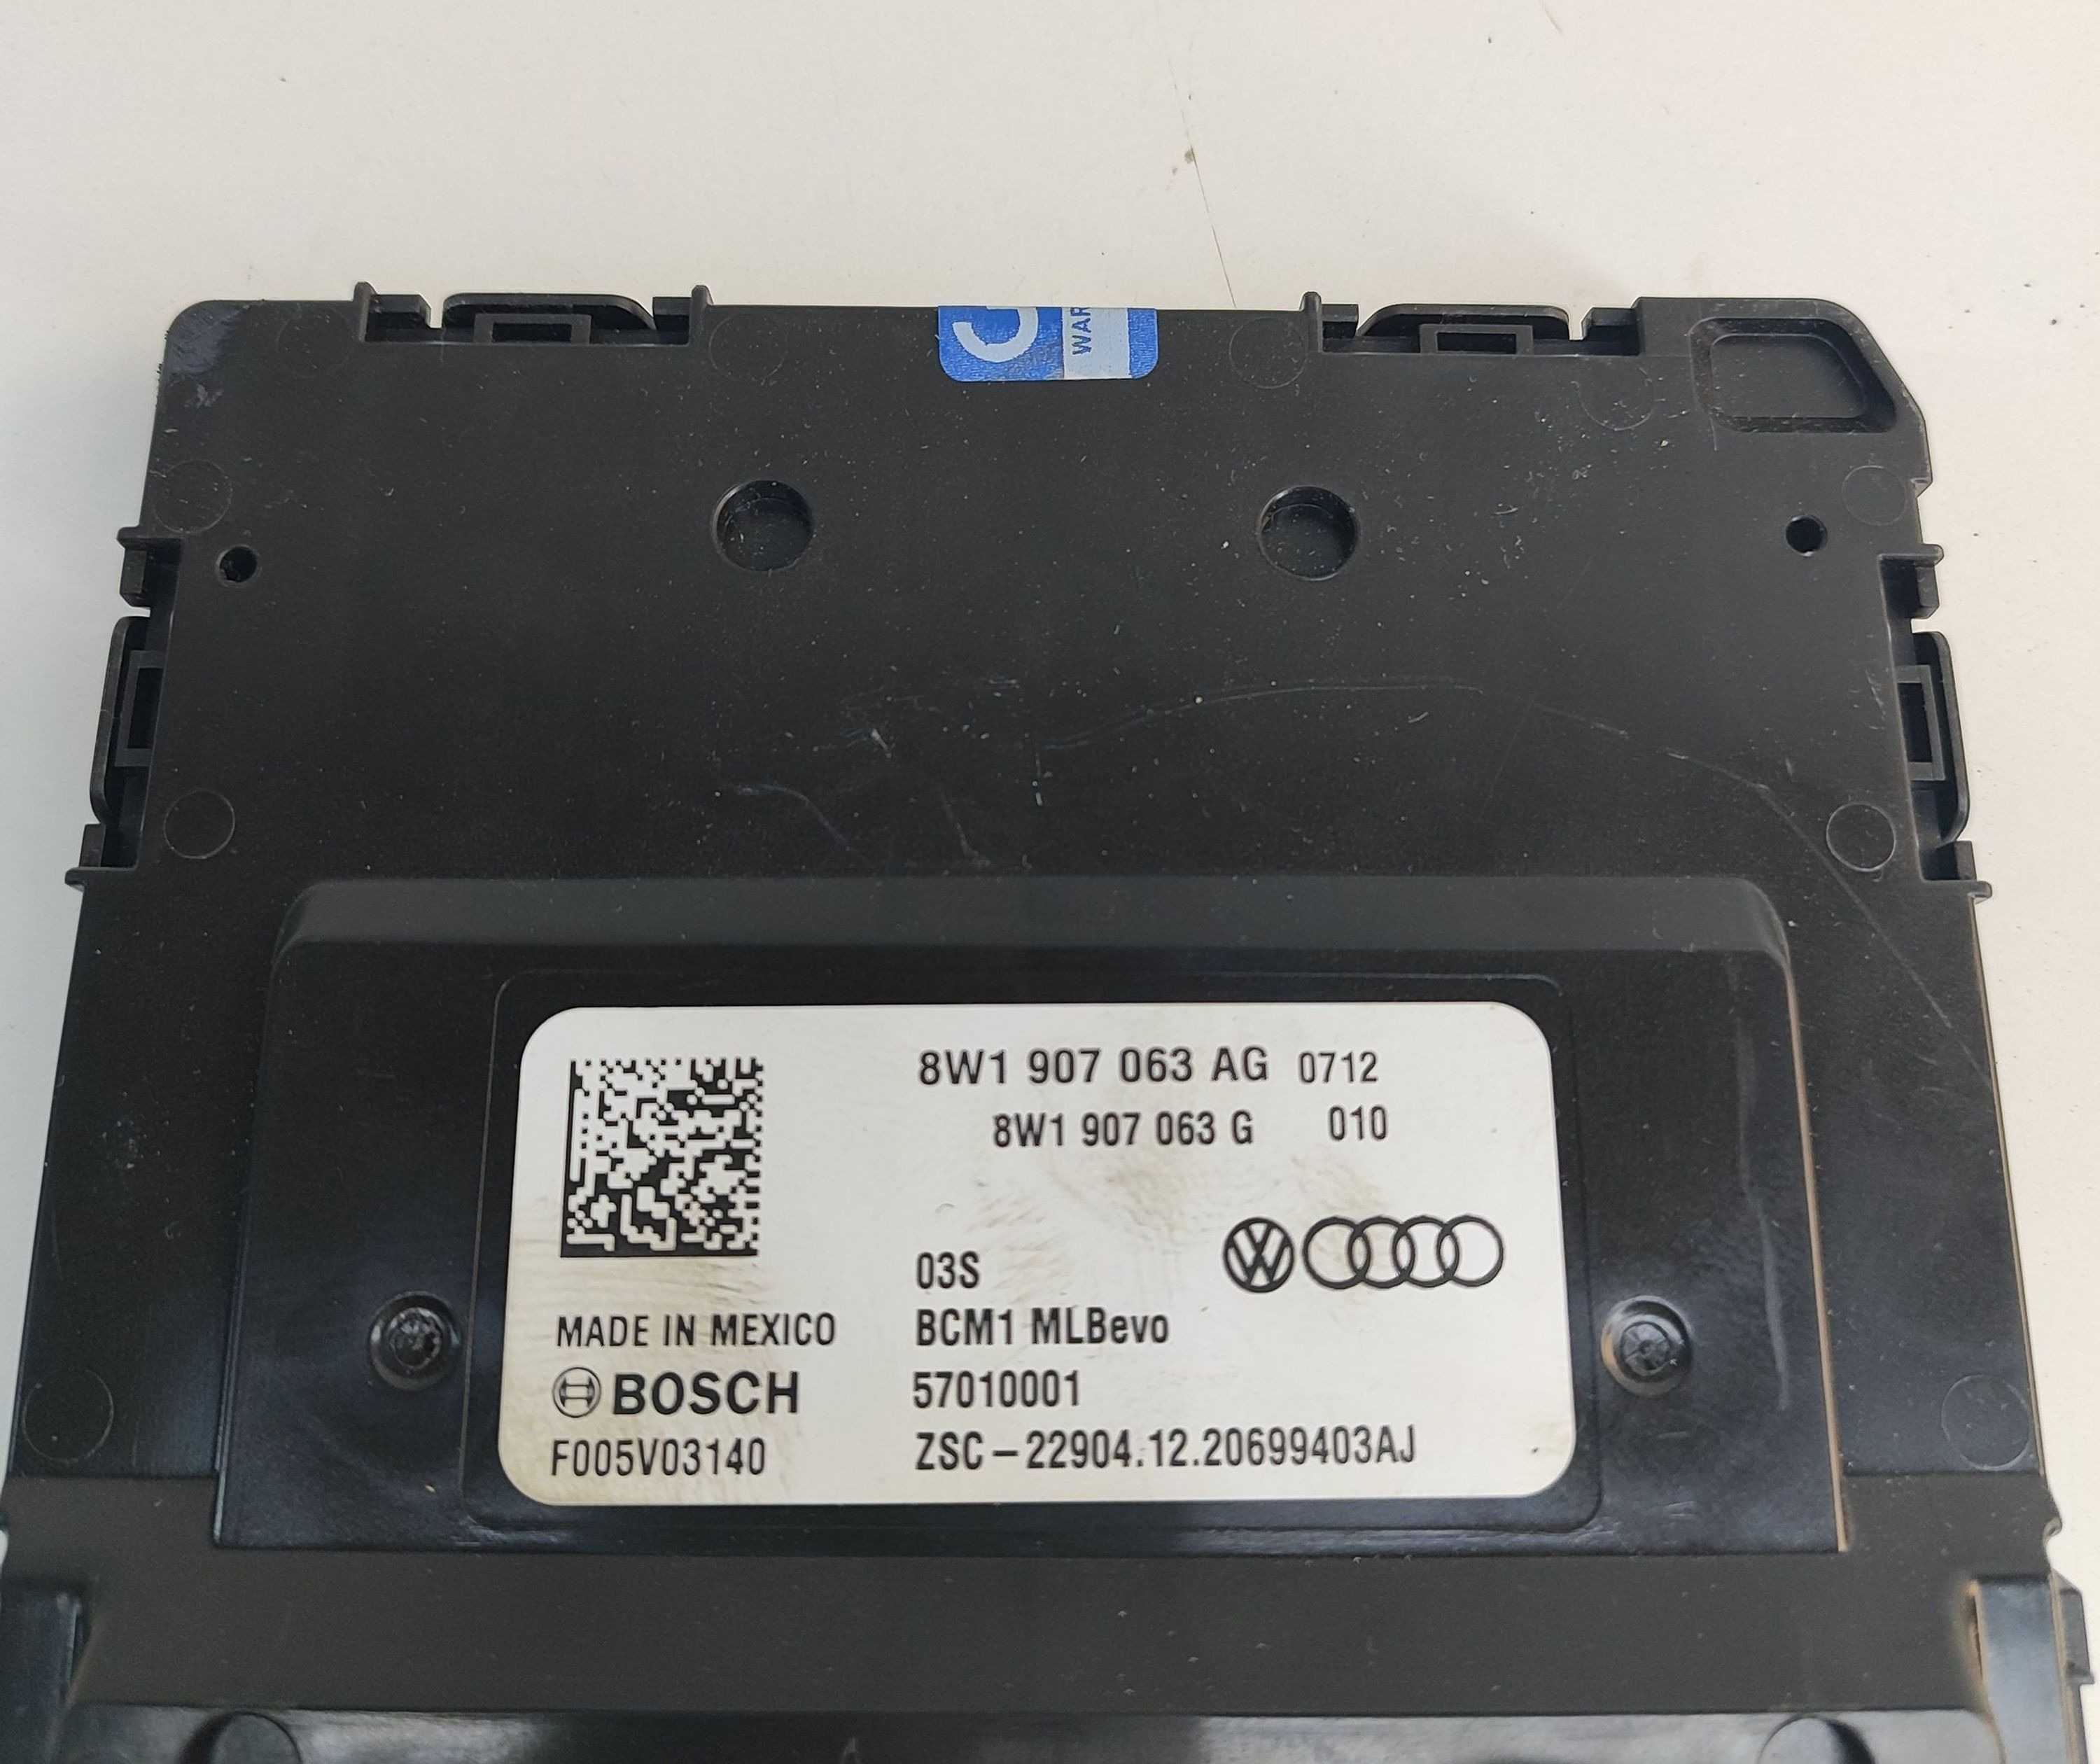 8W1 907 063 AG 0712
8W1 907 063 G 010
03S
MADE IN MEXICO BCM1 MLBevo
BOSCH 57010001
F005V03140 ZSC-22904.12.20699403AJ